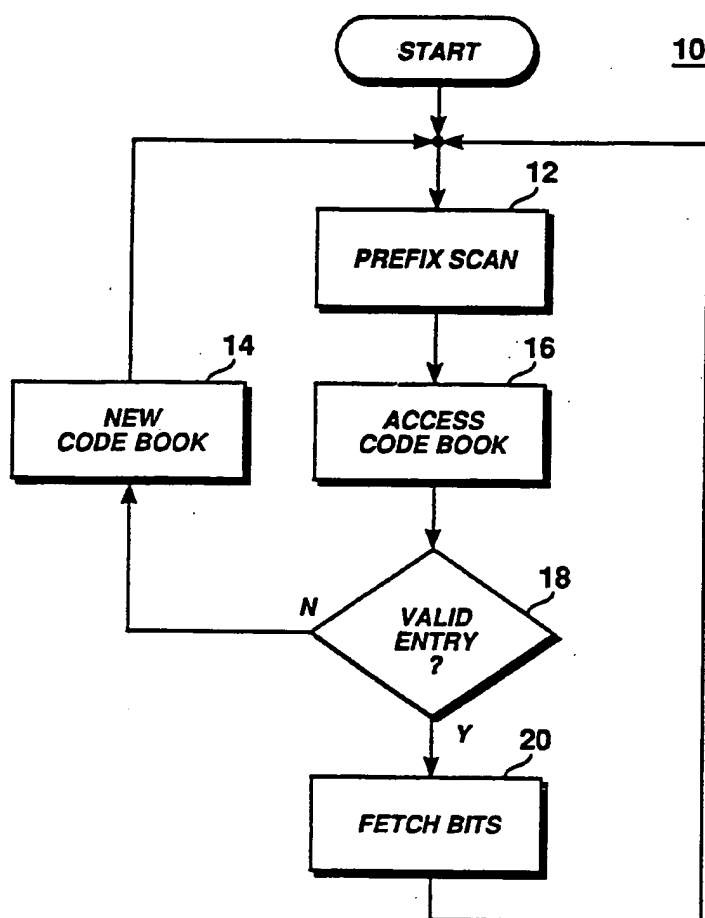 START
10
12
PREFIX SCAN
14
NEW
CODE BOOK
16
ACCESS
CODE BOOK
18
VALID
ENTRY
?
N
Y
20
FETCH BITS